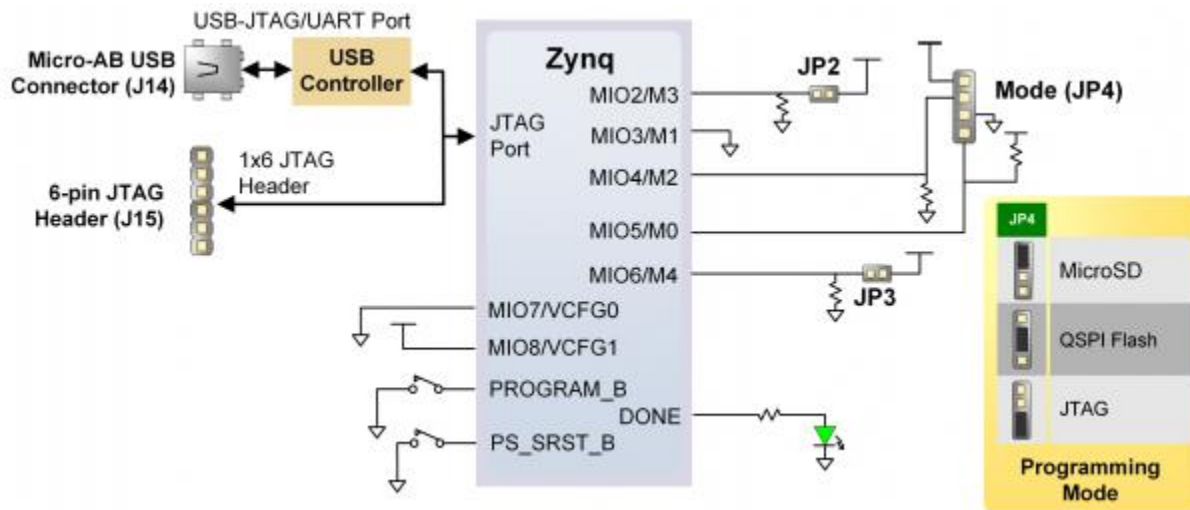 USB-JTAG/UART Port
Micro-AB USB
Connector (J14)
USB
Controller
6-pin JTAG
Header (J15)
1x6 JTAG
Header
Zynq
JTAG
Port
MIO2/M3
MIO3/M1
MIO4/M2
MIO5/M0
MIO6/M4
MIO7/VCFG0
MIO8/VCFG1
PROGRAM_B
DONE
PS_SRST_B
JP2
Mode (JP4)
JP3
JP4
MicroSD
QSPI Flash
JTAG
Programming
Mode